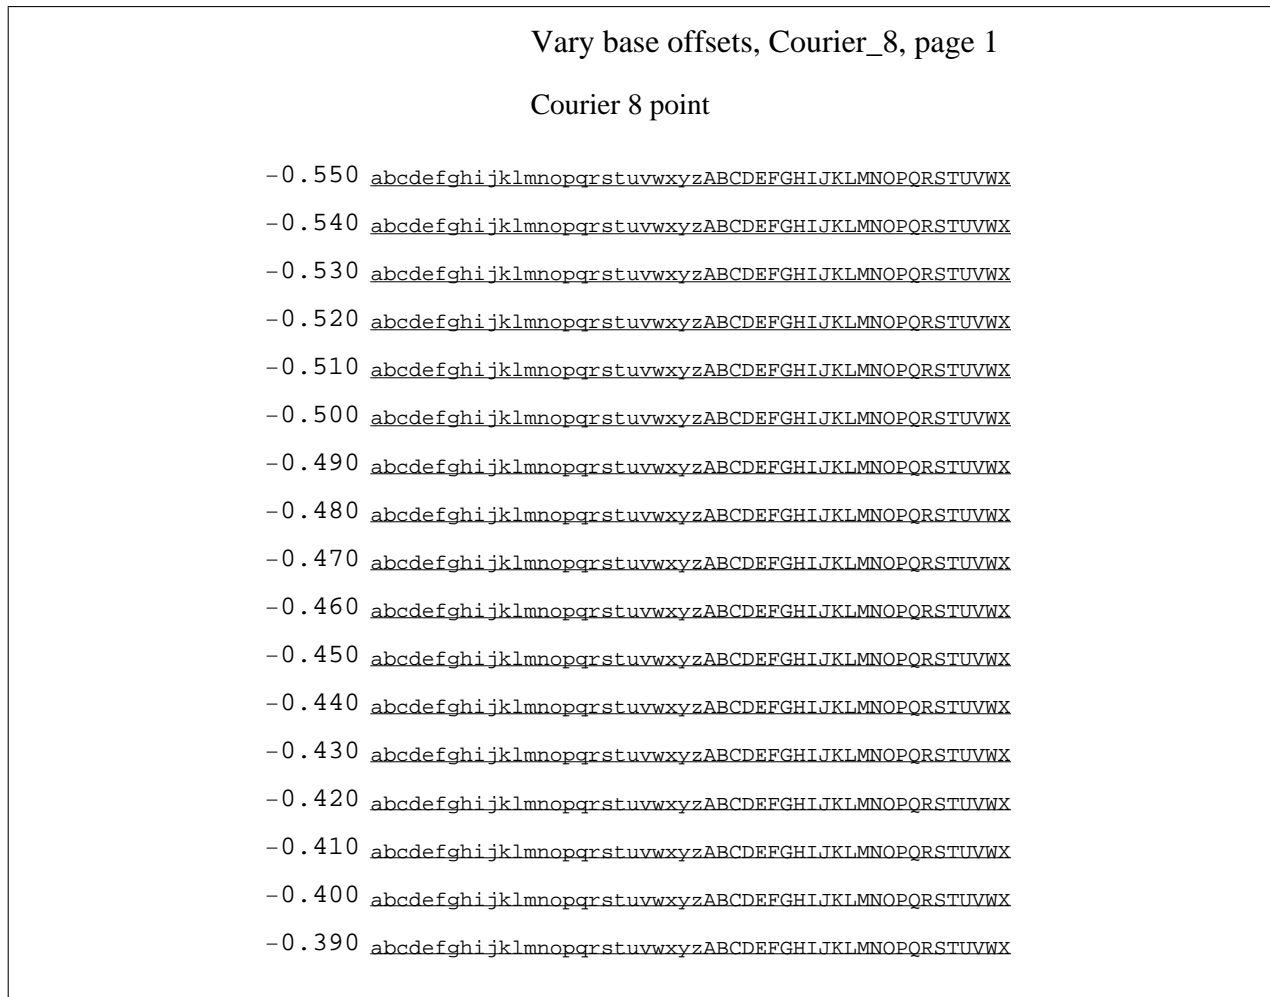 Vary base offsets, Courier_8, page 1
Courier 8 point
−0.550 abcdefghijklmnopqrstuvwxyzABCDEFGHIJKLMNOPQRSTUVWX
−0.540 abcdefghijklmnopqrstuvwxyzABCDEFGHIJKLMNOPQRSTUVWX
−0.530 abcdefghijklmnopqrstuvwxyzABCDEFGHIJKLMNOPQRSTUVWX
−0.520 abcdefghijklmnopqrstuvwxyzABCDEFGHIJKLMNOPQRSTUVWX
−0.510 abcdefghijklmnopqrstuvwxyzABCDEFGHIJKLMNOPQRSTUVWX
−0.500 abcdefghijklmnopqrstuvwxyzABCDEFGHIJKLMNOPQRSTUVWX
−0.490 abcdefghijklmnopqrstuvwxyzABCDEFGHIJKLMNOPQRSTUVWX
−0.480 abcdefghijklmnopqrstuvwxyzABCDEFGHIJKLMNOPQRSTUVWX
−0.470 abcdefghijklmnopqrstuvwxyzABCDEFGHIJKLMNOPQRSTUVWX
−0.460 abcdefghijklmnopqrstuvwxyzABCDEFGHIJKLMNOPQRSTUVWX
−0.450 abcdefghijklmnopqrstuvwxyzABCDEFGHIJKLMNOPQRSTUVWX
−0.440 abcdefghijklmnopqrstuvwxyzABCDEFGHIJKLMNOPQRSTUVWX
−0.430 abcdefghijklmnopqrstuvwxyzABCDEFGHIJKLMNOPQRSTUVWX
−0.420 abcdefghijklmnopqrstuvwxyzABCDEFGHIJKLMNOPQRSTUVWX
−0.410 abcdefghijklmnopqrstuvwxyzABCDEFGHIJKLMNOPQRSTUVWX
−0.400 abcdefghijklmnopqrstuvwxyzABCDEFGHIJKLMNOPQRSTUVWX
−0.390 abcdefghijklmnopqrstuvwxyzABCDEFGHIJKLMNOPQRSTUVWX